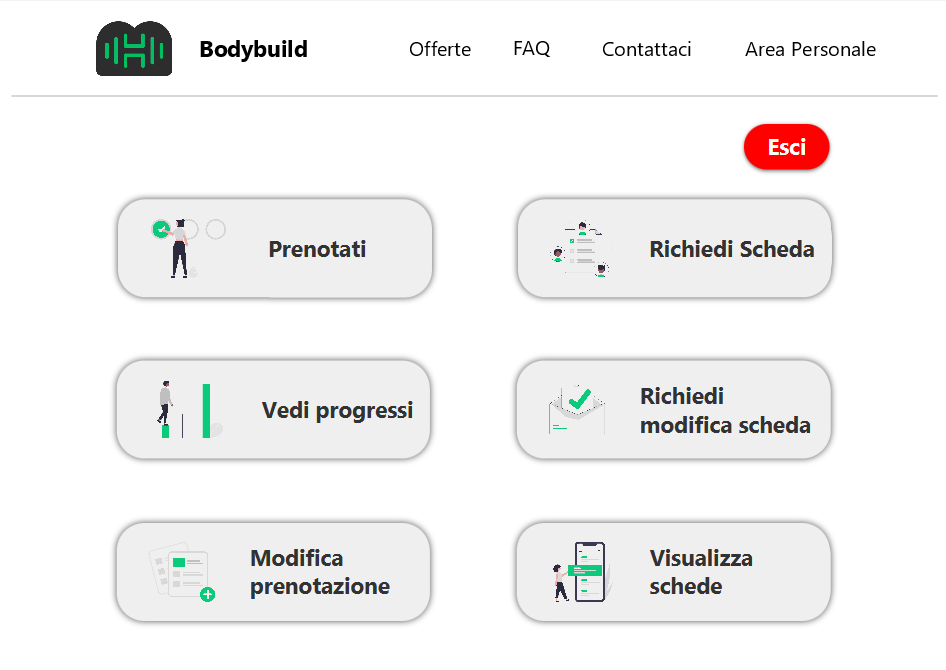 Bodybuild
Offerte
FAQ
Contattaci
Area Personale
Esci
Prenotati
Richiedi Scheda
Vedi progressi
Richiedi
modifica scheda
Modifica
prenotazione
Visualizza
schede